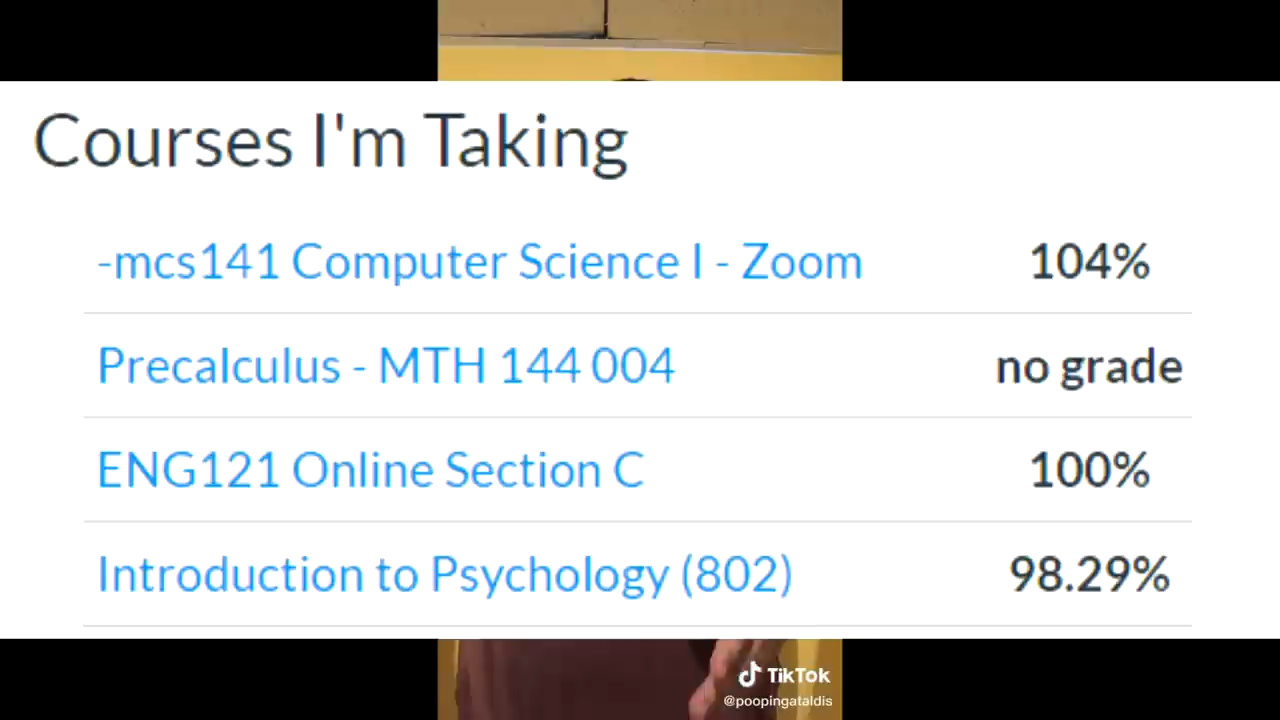 Courses I'm Taking
-mcs141 Computer Science I - Zoom 104%
Precalculus - MTH 144 004 no grade
ENG121 Online Section C 100%
Introduction to Psychology (802) 98.29%
TikTok
@poopingataldis